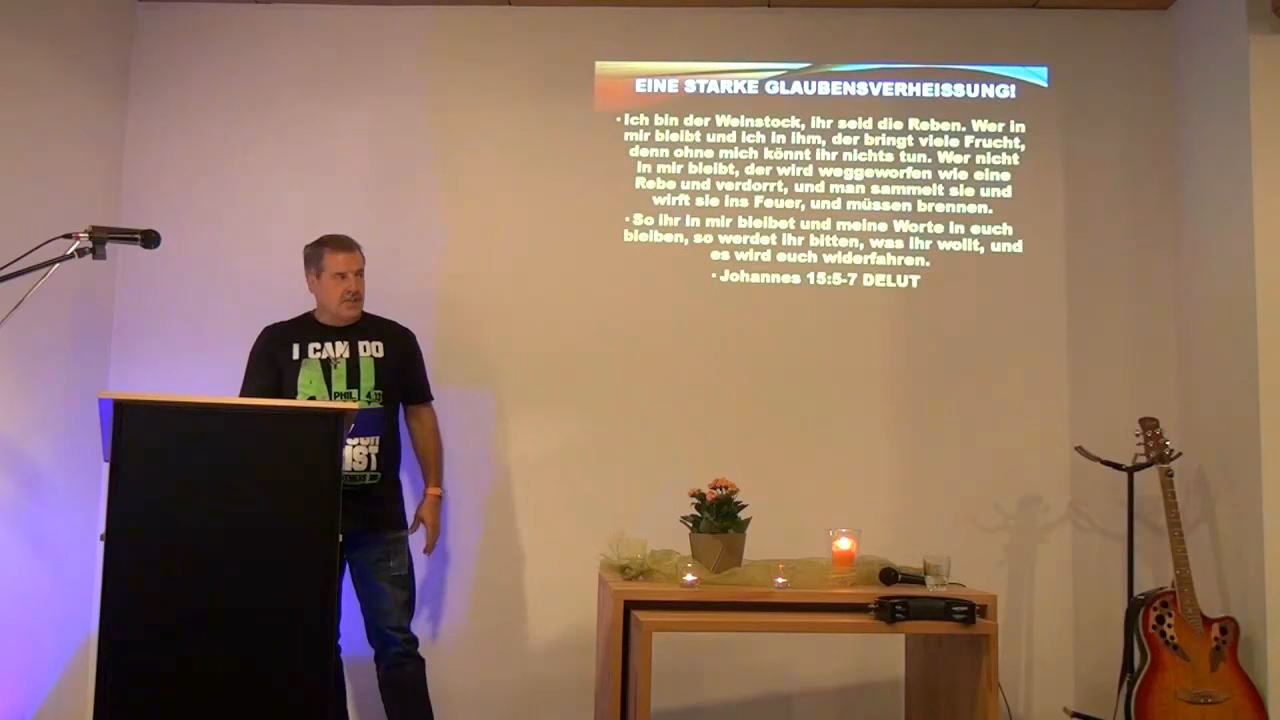 EINE STARKE GLAUBENSVERHEISSUNG!
• Ich bin der Weinstock, ihr seid die Reben. Wer in
mir bleibt und ich in ihm, der bringt viele Frucht,
denn ohne mich könnt ihr nichts tun. Wer nicht
in mir bleibt, der wird weggeworfen wie eine
Rebe und verdorrt, und man sammelt sie und
wirft sie ins Feuer, und müssen brennen.
• So ihr in mir bleibet und meine Worte in euch
bleiben, so werdet ihr bitten, was ihr wollt, und
es wird euch widerfahren.
• Johannes 15:5-7 DELUT
I CAN DO
ALL
PHIL 4:13
IST